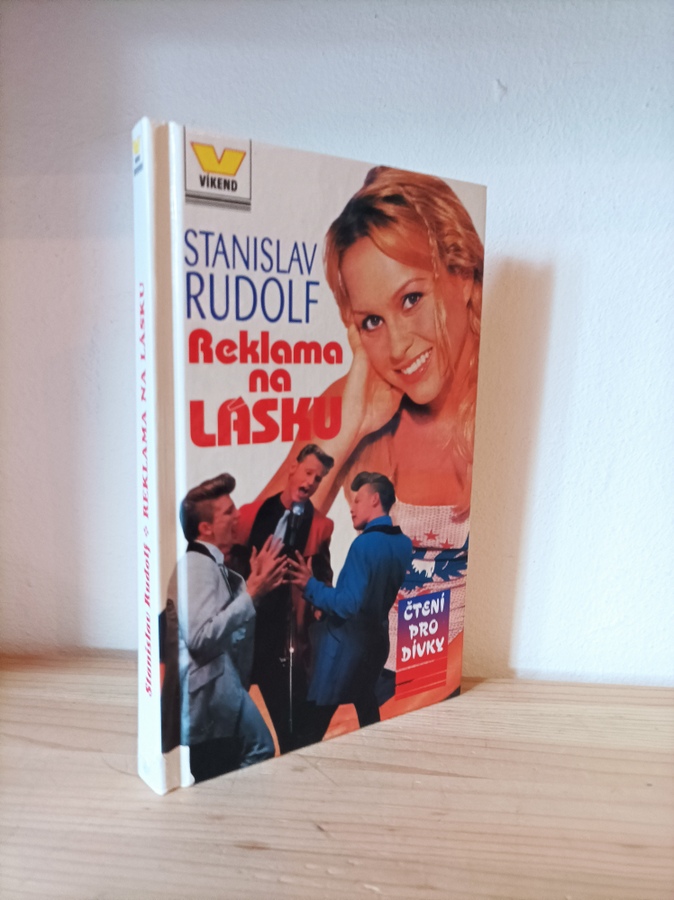 VÍKEND
STANISLAV
RUDOLF
Reklama
na
LÁSKU
ČTENÍ
PRO
DÍVKY
Stanislav Rudolf ❖ REKLAMA NA LÁSKU